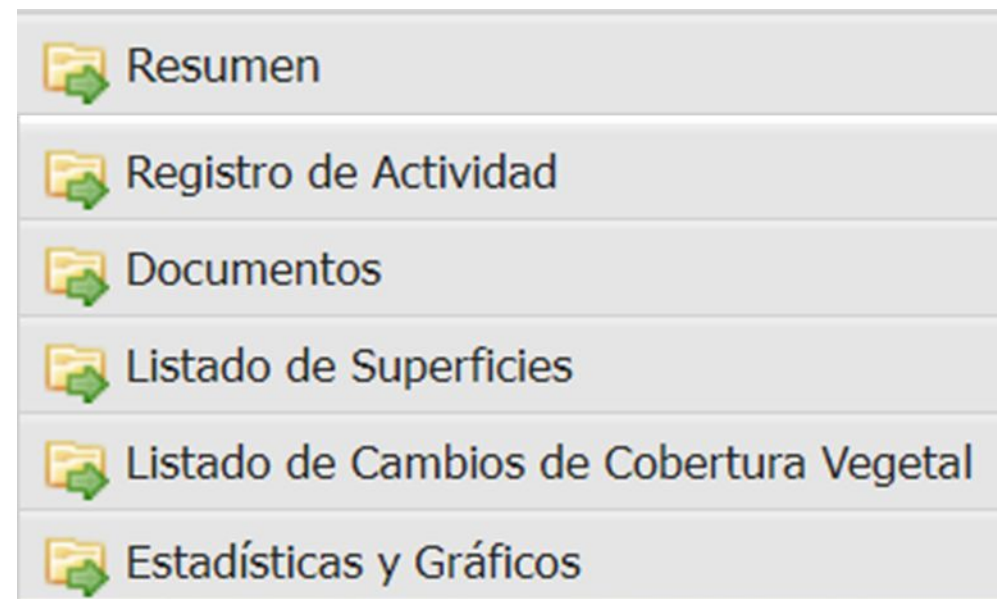 Resumen
Registro de Actividad
Documentos
Listado de Superficies
Listado de Cambios de Cobertura Vegetal
Estadísticas y Gráficos